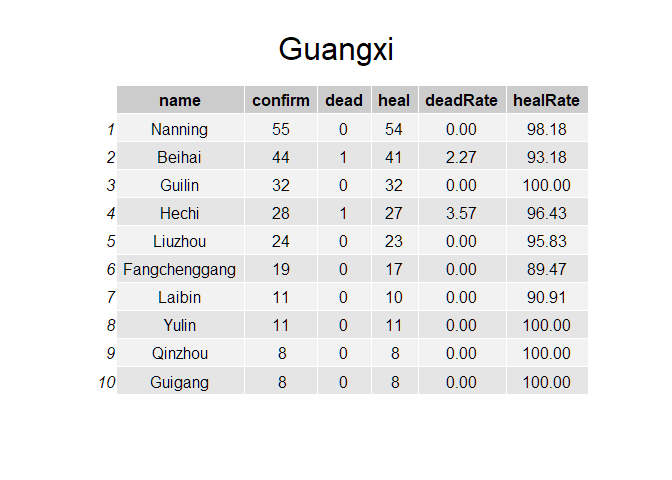 Guangxi
name confirm dead heal deadRate healRate
1 Nanning 55 0 54 0.00 98.18
2 Beihai 44 1 41 2.27 93.18
3 Guilin 32 0 32 0.00 100.00
4 Hechi 28 1 27 3.57 96.43
5 Liuzhou 24 0 23 0.00 95.83
6 Fangchenggang 19 0 17 0.00 89.47
7 Laibin 11 0 10 0.00 90.91
8 Yulin 11 0 11 0.00 100.00
9 Qinzhou 8 0 8 0.00 100.00
10 Guigang 8 0 8 0.00 100.00